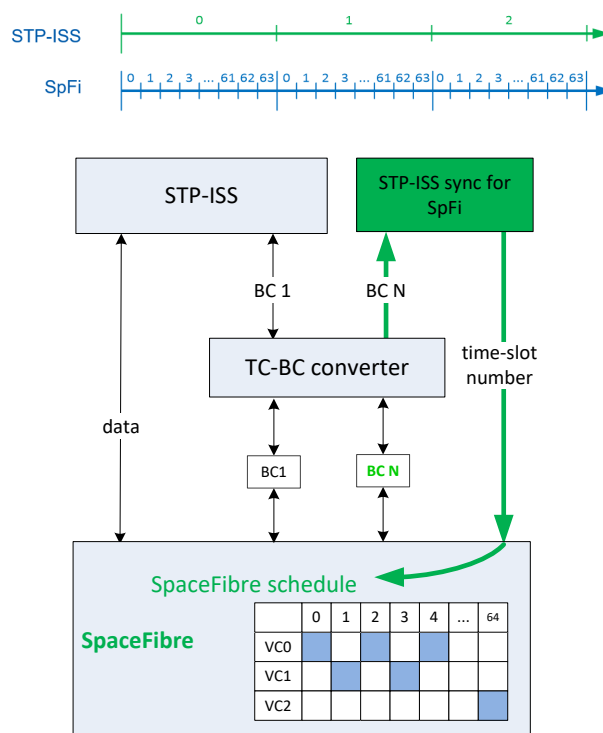 0 1 2
STP-ISS
0 1 2 3 ... 61 62 63 0 1 2 3 ... 61 62 63 0 1 2 3 ... 61 62 63
SpFi
STP-ISS
STP-ISS sync for
SpFi
BC 1
BC N
TC-BC converter
time-slot
number
data
BC1
BC N
SpaceFibre schedule
SpaceFibre
0 1 2 3 4 ... 64
VC0
VC1
VC2